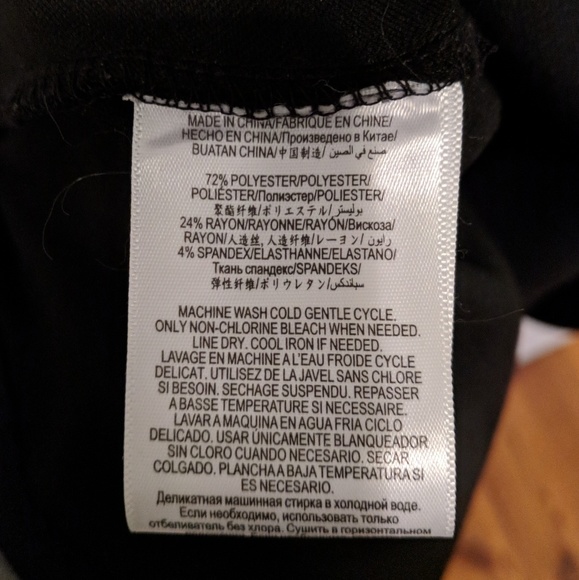 MADE IN CHINA/FABRIQUÉ EN CHINE/
HECHO EN CHINA/Произведено в Китае/
BUATAN CHINA/中国制造/ صنع في الصين/
72% POLYESTER/POLYESTER/
POLIÉSTER/Полиэстер/POLIESTER/
聚酯纤维/ポリエステル/ بوليستر/
24% RAYON/RAYONNE/RAYÓN/Вискоза/
RAYON/人造丝, 人造纤维/レーヨン/ رايون/
4% SPANDEX/ELASTHANNE/ELASTANO/
Ткань спандекс/SPANDEKS/
弹性纤维/ポリウレタン/ سباندكس/
MACHINE WASH COLD GENTLE CYCLE.
ONLY NON-CHLORINE BLEACH WHEN NEEDED.
LINE DRY. COOL IRON IF NEEDED.
LAVAGE EN MACHINE A L'EAU FROIDE CYCLE
DELICAT. UTILISEZ DE LA JAVEL SANS CHLORE
SI BESOIN. SECHAGE SUSPENDU. REPASSER
A BASSE TEMPERATURE SI NECESSAIRE.
LAVAR A MAQUINA EN AGUA FRIA CICLO
DELICADO. USAR ÚNICAMENTE BLANQUEADOR
SIN CLORO CUANDO NECESARIO. SECAR
COLGADO. PLANCHA A BAJA TEMPERATURA SI
ES NECESARIO.
Деликатная машинная стирка в холодной воде.
Если необходимо, использовать только
отбеливатель без хлора. Сушить в горизонтальном